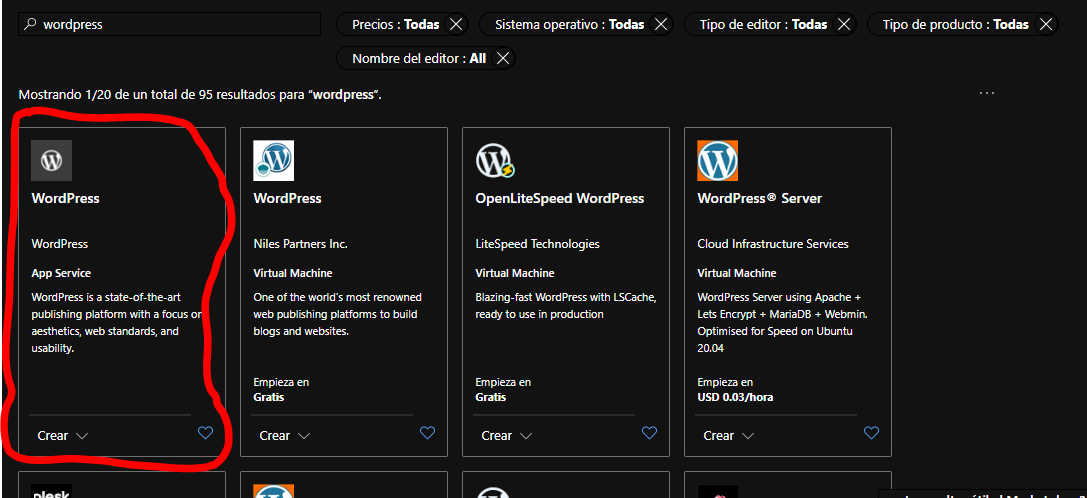 wordpress
Precios : Todas
Sistema operativo : Todas
Tipo de editor : Todas
Tipo de producto : Todas
Nombre del editor : All
Mostrando 1/20 de un total de 95 resultados para “wordpress”.
WordPress
WordPress
App Service
WordPress is a state-of-the-art
publishing platform with a focus on
aesthetics, web standards, and
usability.
Crear
WordPress
Niles Partners Inc.
Virtual Machine
One of the world's most renowned
web publishing platforms to build
blogs and websites.
Empieza en
Gratis
Crear
OpenLiteSpeed WordPress
LiteSpeed Technologies
Virtual Machine
Blazing-fast WordPress with LSCache,
ready to use in production
Empieza en
Gratis
Crear
WordPress® Server
Cloud Infrastructure Services
Virtual Machine
WordPress Server using Apache +
Lets Encrypt + MariaDB + Webmin.
Optimised for Speed on Ubuntu
20.04
Empieza en
USD 0.03/hora
Crear
plesk